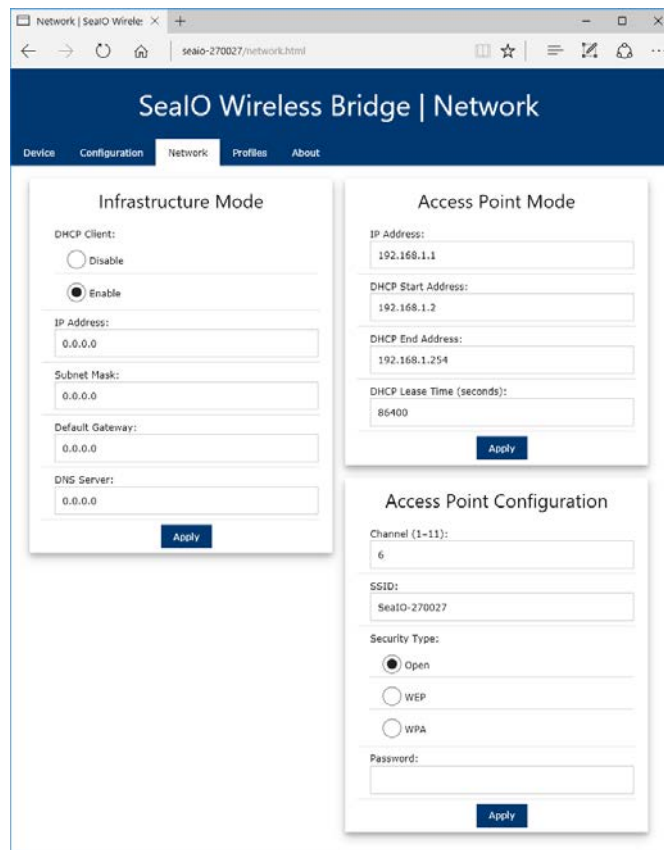 Network | SeaIO Wireles
seaio-270027/network.html
SeaIO Wireless Bridge | Network
Device Configuration Network Profiles About
Infrastructure Mode
DHCP Client:
Disable
Enable
IP Address:
0.0.0.0
Subnet Mask:
0.0.0.0
Default Gateway:
0.0.0.0
DNS Server:
0.0.0.0
Apply
Access Point Mode
IP Address:
192.168.1.1
DHCP Start Address:
192.168.1.2
DHCP End Address:
192.168.1.254
DHCP Lease Time (seconds):
86400
Apply
Access Point Configuration
Channel (1-11):
6
SSID:
SeaIO-270027
Security Type:
Open
WEP
WPA
Password:
Apply